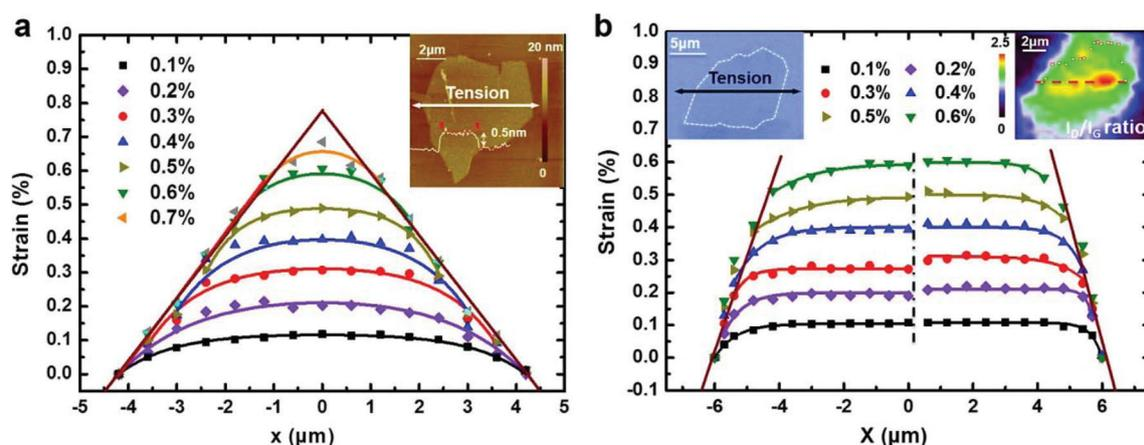 a
1.0
0.9
0.8
0.7
0.6
0.5
0.4
0.3
0.2
0.1
0.0
Strain (%)
0.1%
0.2%
0.3%
0.4%
0.5%
0.6%
0.7%
2μm
20 nm
Tension
0.5nm
0
-5 -4 -3 -2 -1 0 1 2 3 4 5
x (μm)
b
1.0
0.9
0.8
0.7
0.6
0.5
0.4
0.3
0.2
0.1
0.0
-0.1
Strain (%)
5μm
Tension
0.1% 0.2%
0.3% 0.4%
0.5% 0.6%
2.5
0
2μm
ID/IG ratio
-6 -4 -2 0 2 4 6
X (μm)